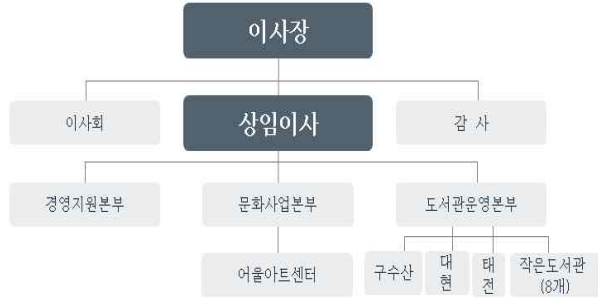 이사장
이사회
상임이사
감 사
경영지원본부
문화사업본부
도서관운영본부
어울아트센터
구수산
대
현
태
전
작은도서관
(8개)